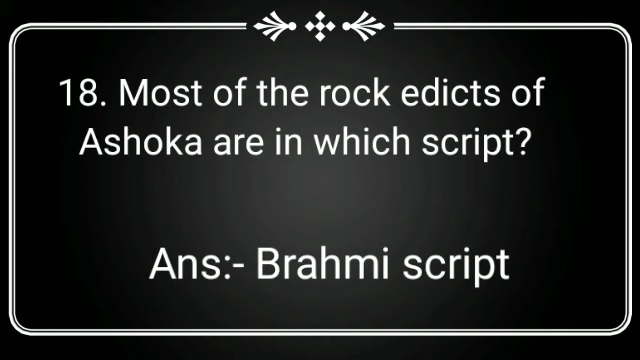 18. Most of the rock edicts of
Ashoka are in which script?
Ans:- Brahmi script